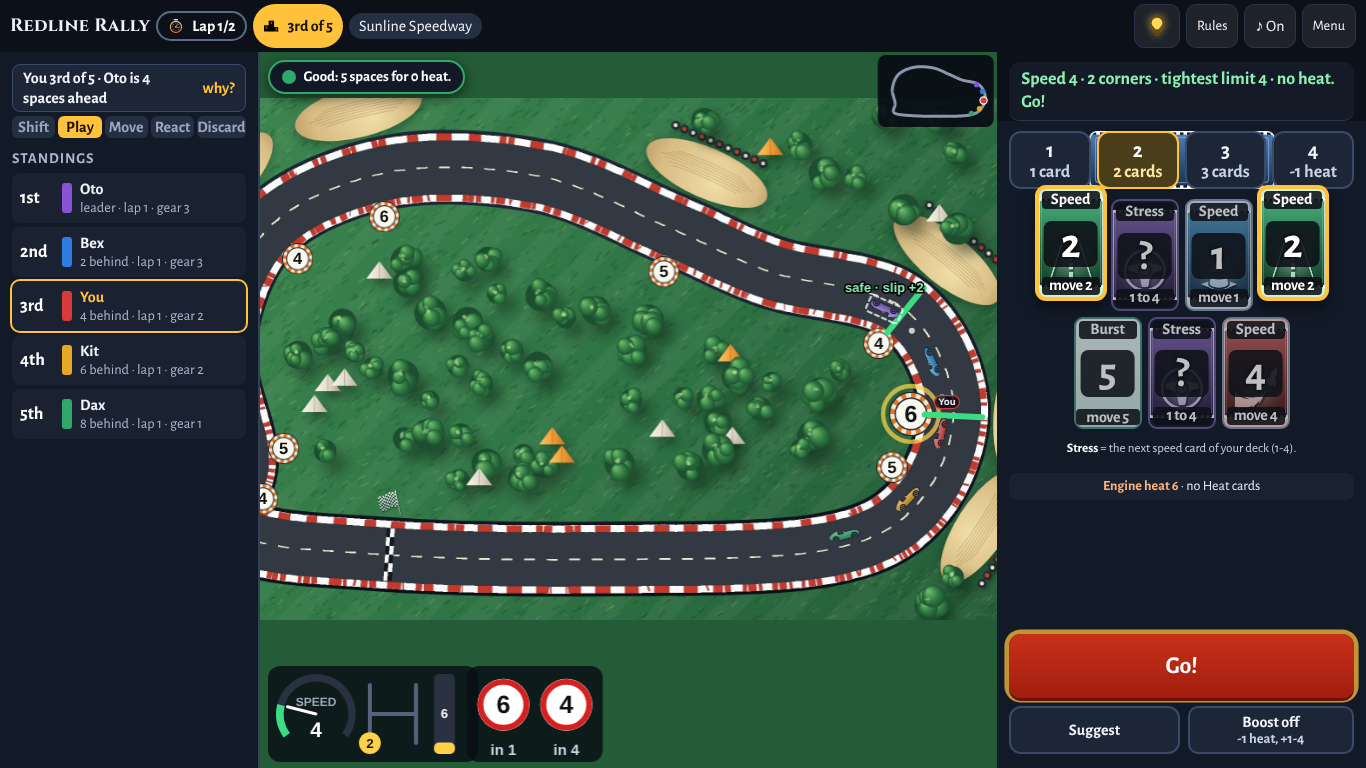 REDLINE RALLY
Lap 1/2
3rd of 5
Sunline Speedway
Rules
♪ On
Menu
You 3rd of 5 · Oto is 4
spaces ahead
why?
Shift
Play
Move
React
Discard
STANDINGS
1st
Oto
leader · lap 1 · gear 3
2nd
Bex
2 behind · lap 1 · gear 3
3rd
You
4 behind · lap 1 · gear 2
4th
Kit
6 behind · lap 1 · gear 2
5th
Dax
8 behind · lap 1 · gear 1
Good: 5 spaces for 0 heat.
6
4
5
safe · slip +2
4
You
6
5
5
4
SPEED
4
2
6
6
in 1
4
in 4
Speed 4 · 2 corners · tightest limit 4 · no heat.
Go!
1
1 card
2
2 cards
3
3 cards
4
-1 heat
Speed
2
move 2
Stress
?
1 to 4
Speed
1
move 1
Speed
2
move 2
Burst
5
move 5
Stress
?
1 to 4
Speed
4
move 4
Stress = the next speed card of your deck (1-4).
Engine heat 6 · no Heat cards
Go!
Suggest
Boost off
-1 heat, +1-4